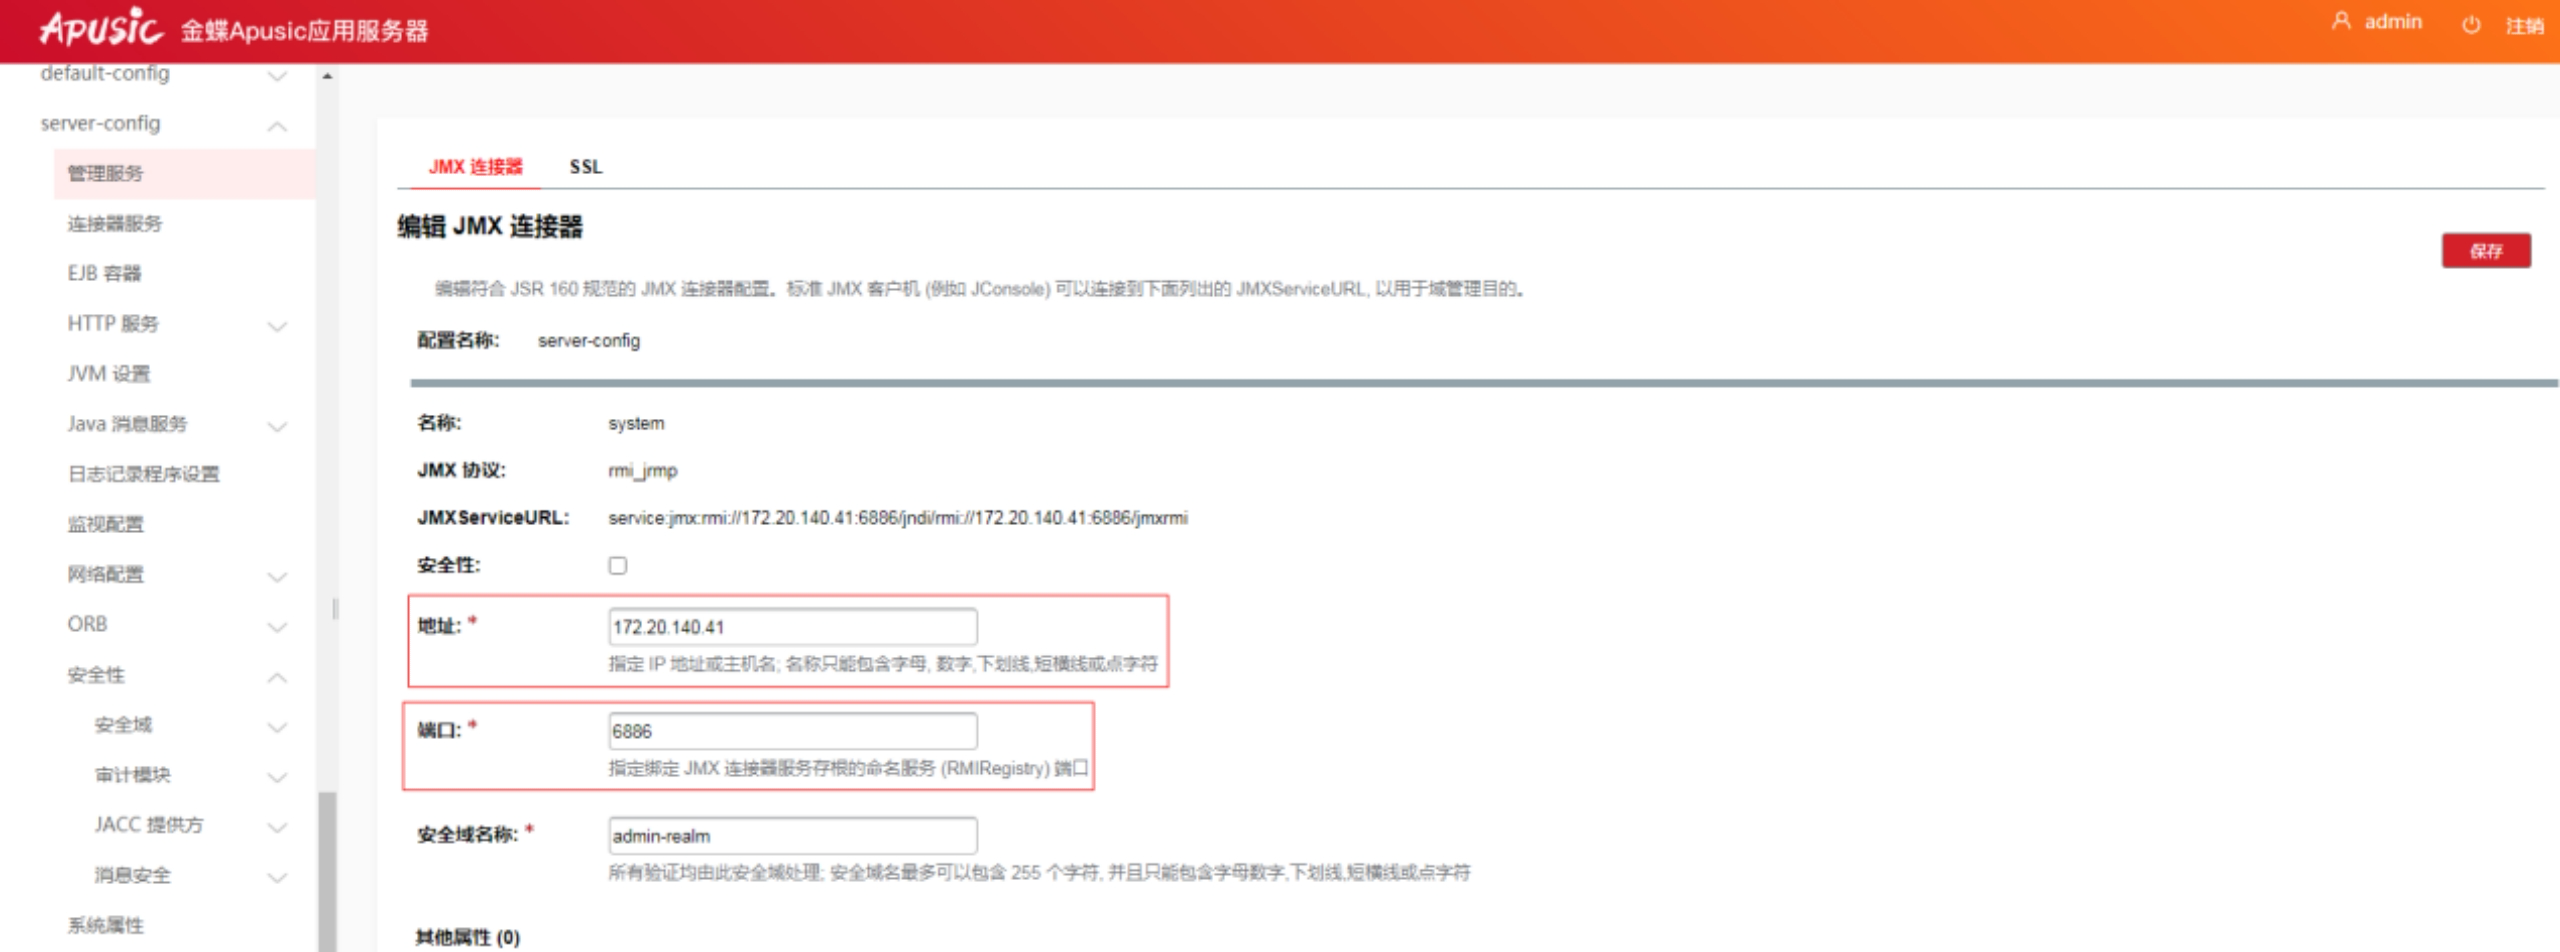 APUSIC 金蝶Apusic应用服务器
admin 注销
default-config
server-config
管理服务
连接器服务
EJB 容器
HTTP 服务
JVM 设置
Java 消息服务
日志记录程序设置
监视配置
网络配置
ORB
安全性
安全域
审计模块
JACC 提供方
消息安全
系统属性
JMX 连接器 SSL
编辑 JMX 连接器
保存
编辑符合 JSR 160 规范的 JMX 连接器配置。标准 JMX 客户机 (例如 JConsole) 可以连接到下面列出的 JMXServiceURL, 以用于域管理目的。
配置名称: server-config
名称: system
JMX 协议: rmi_jrmp
JMXServiceURL: service:jmx:rmi://172.20.140.41:6886/jndi/rmi://172.20.140.41:6886/jmxrmi
安全性:
地址: * 172.20.140.41
指定 IP 地址或主机名; 名称只能包含字母, 数字,下划线,短横线或点字符
端口: * 6886
指定绑定 JMX 连接器服务存根的命名服务 (RMIRegistry) 端口
安全域名称: * admin-realm
所有验证均由此安全域处理; 安全域名最多可以包含 255 个字符, 并且只能包含字母数字,下划线,短横线或点字符
其他属性 (0)